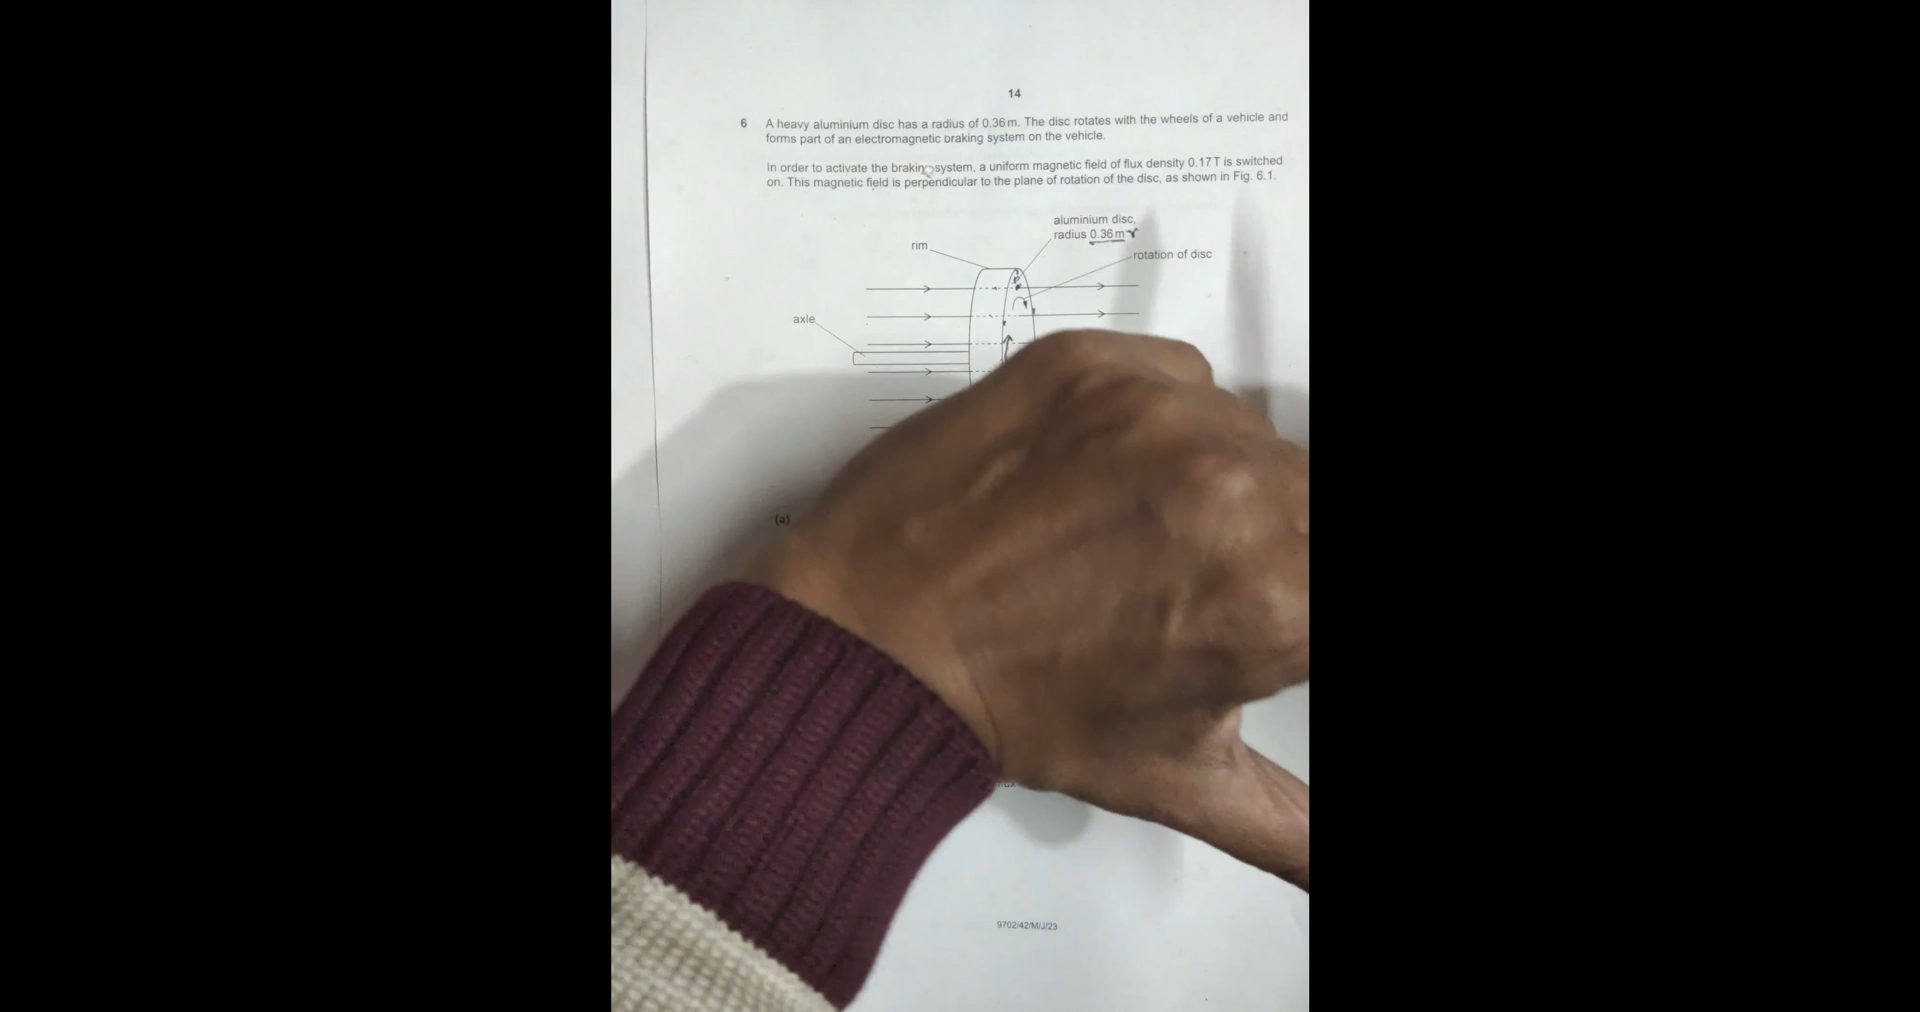 14
6 A heavy aluminium disc has a radius of 0.36 m. The disc rotates with the wheels of a vehicle and
forms part of an electromagnetic braking system on the vehicle.
In order to activate the braking system, a uniform magnetic field of flux density 0.17 T is switched
on. This magnetic field is perpendicular to the plane of rotation of the disc, as shown in Fig. 6.1.
aluminium disc,
radius 0.36 m r
rim
rotation of disc
axle
(a)
9702/42/M/J/23